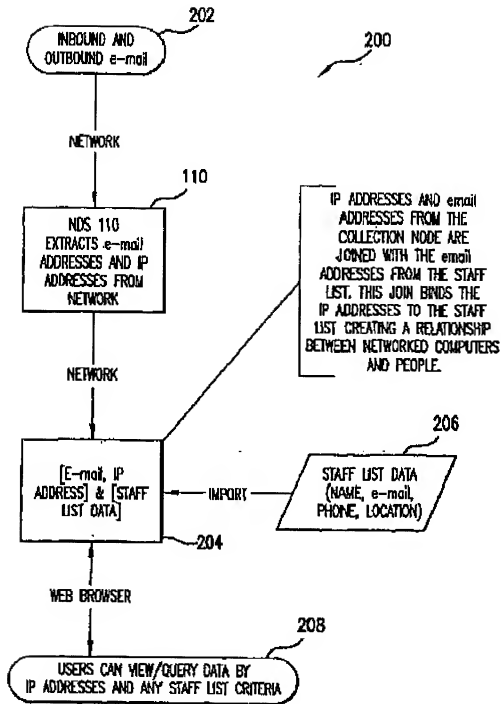 202
INBOUND AND
OUTBOUND e-mail
200
NETWORK
110
NDS 110
EXTRACTS e-mail
ADDRESSES AND IP
ADDRESSES FROM
NETWORK
IP ADDRESSES AND email
ADDRESSES FROM THE
COLLECTION NODE ARE
JOINED WITH THE email
ADDRESSES FROM THE STAFF
LIST. THIS JOIN BINDS THE
IP ADDRESSES TO THE STAFF
LIST CREATING A RELATIONSHIP
BETWEEN NETWORKED COMPUTERS
AND PEOPLE.
NETWORK
206
[E-mail, IP
ADDRESS] & [STAFF
LIST DATA]
IMPORT
STAFF LIST DATA
(NAME, e-mail,
PHONE, LOCATION)
204
WEB BROWSER
208
USERS CAN VIEW/QUERY DATA BY
IP ADDRESSES AND ANY STAFF LIST CRITERIA